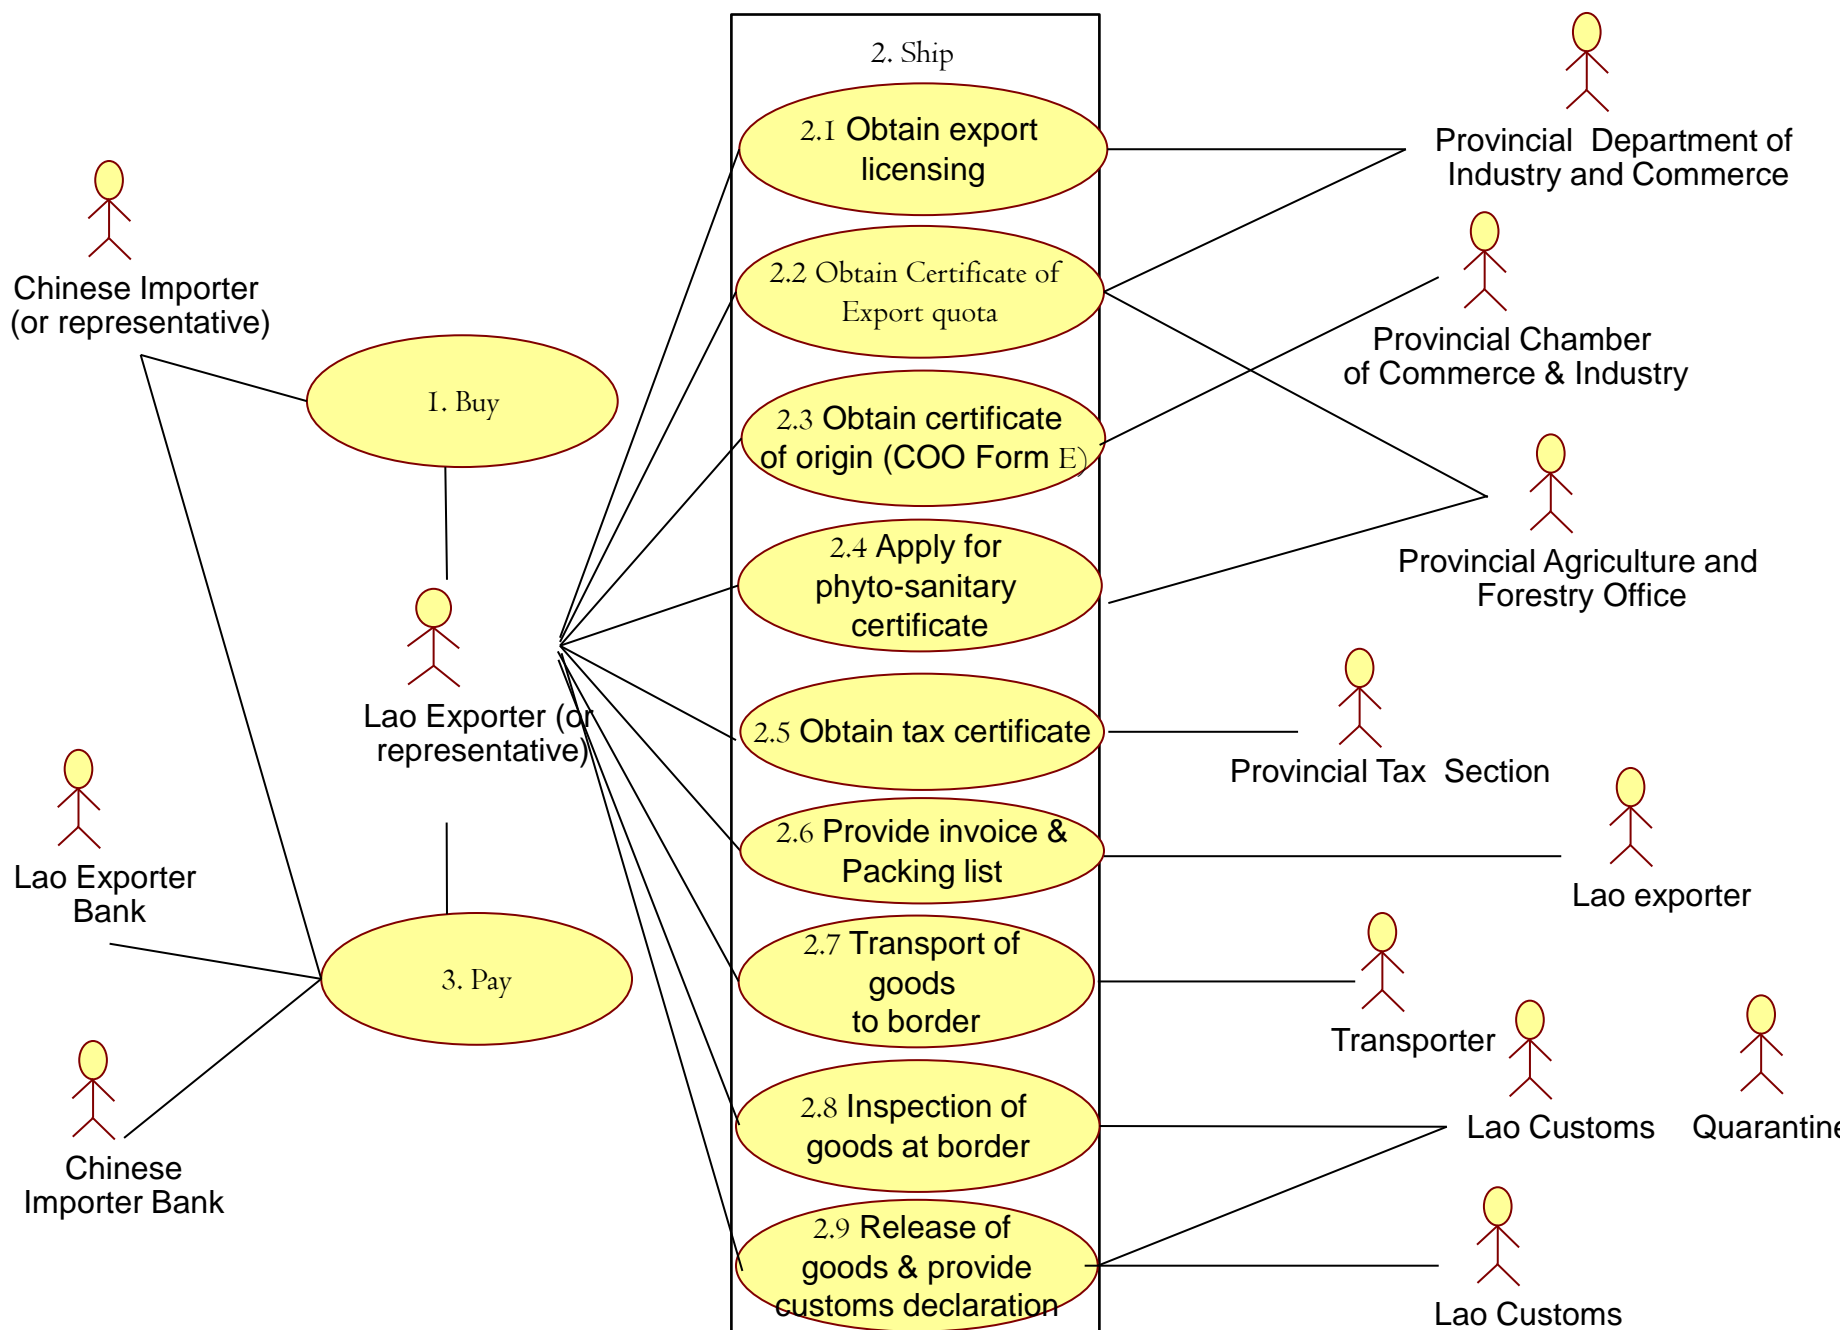 2. Ship
2.1 Obtain export
licensing
2.2 Obtain Certificate of
Export quota
2.3 Obtain certificate
of origin (COO Form E)
2.4 Apply for
phyto-sanitary
certificate
2.5 Obtain tax certificate
2.6 Provide invoice &
Packing list
2.7 Transport of
goods
to border
2.8 Inspection of
goods at border
2.9 Release of
goods & provide
customs declaration
Chinese Importer
(or representative)
1. Buy
Lao Exporter (or
representative)
Lao Exporter
Bank
3. Pay
Chinese
Importer Bank
Provincial Department of
Industry and Commerce
Provincial Chamber
of Commerce & Industry
Provincial Agriculture and
Forestry Office
Provincial Tax Section
Lao exporter
Transporter
Lao Customs
Quarantine
Lao Customs